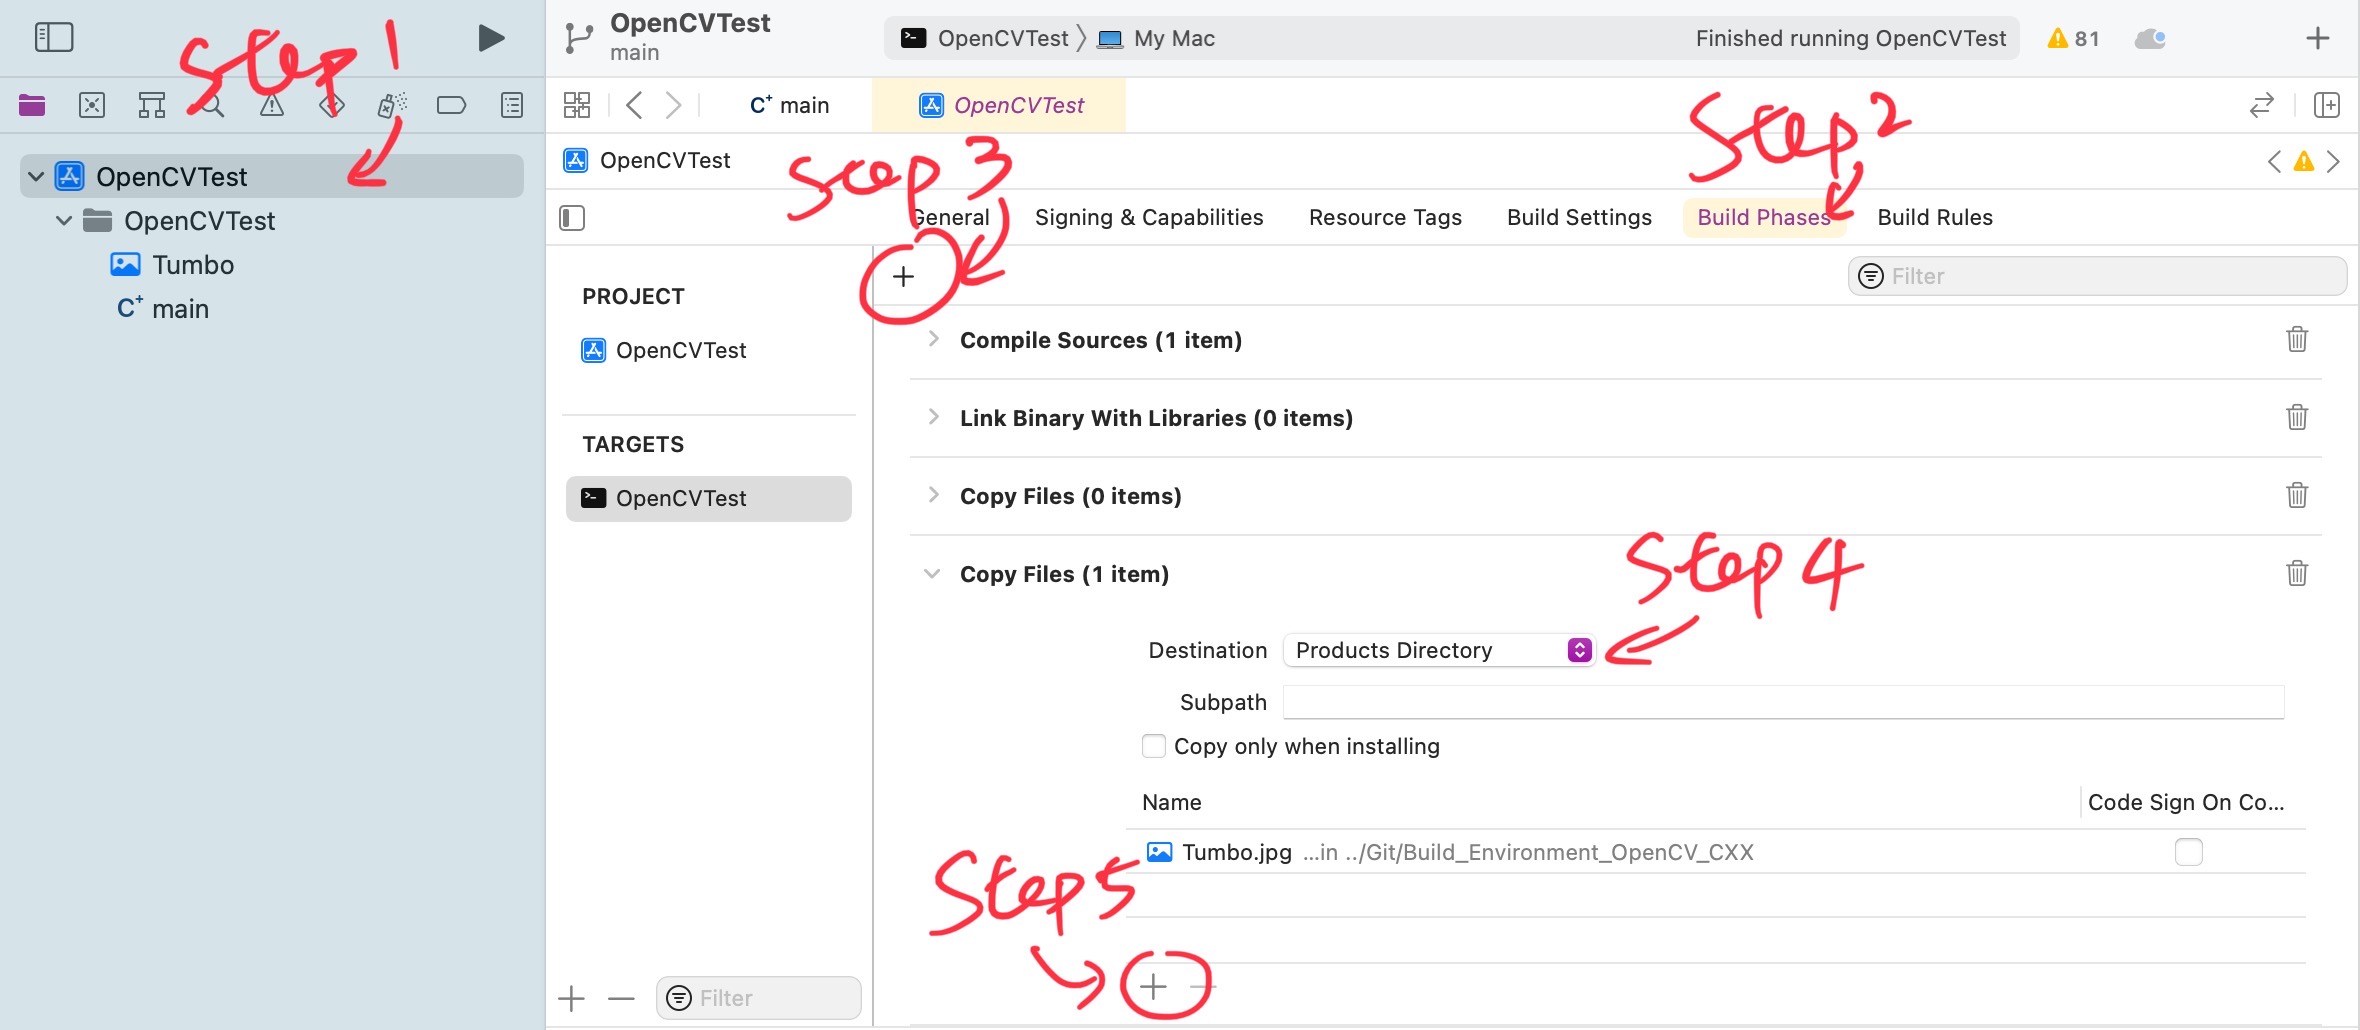 OpenCVTest
main
OpenCVTest
My Mac
Finished running OpenCVTest
81
Step 1
main
OpenCVTest
Step 2
OpenCVTest
OpenCVTest
Step 3
General
Signing & Capabilities
Resource Tags
Build Settings
Build Phases
Build Rules
OpenCVTest
Tumbo
C+ main
Filter
PROJECT
OpenCVTest
Compile Sources (1 item)
Link Binary With Libraries (0 items)
TARGETS
OpenCVTest
Copy Files (0 items)
Copy Files (1 item)
Step 4
Destination
Products Directory
Subpath
Copy only when installing
Name
Code Sign On Co...
Tumbo.jpg ...in ../Git/Build_Environment_OpenCV_CXX
Step 5
Filter